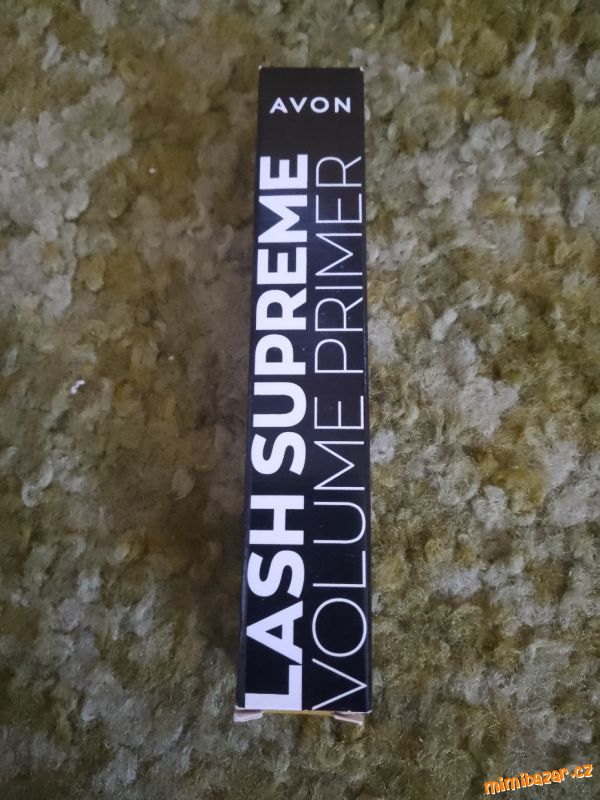 AVON
LASH SUPREME
VOLUME PRIMER
mimibazar.cz